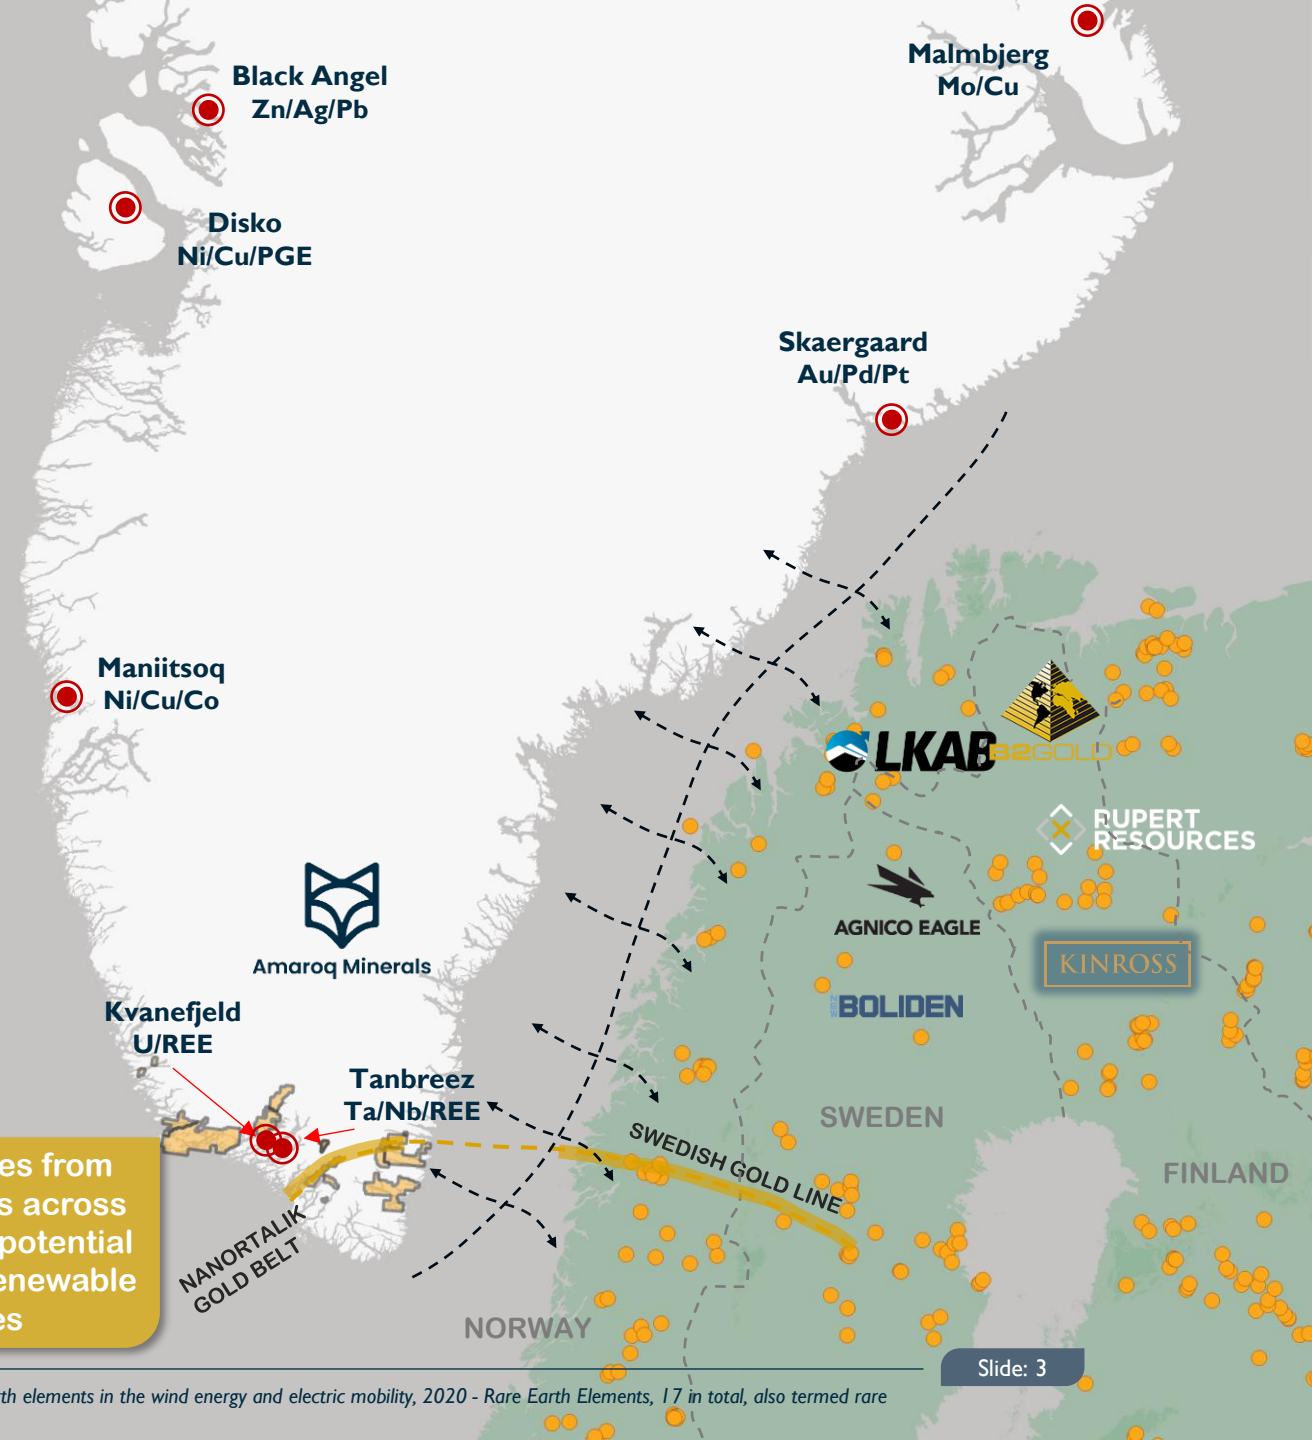 Malmbjerg
Mo/Cu
Black Angel
Zn/Ag/Pb
Disko
Ni/Cu/PGE
Skaergaard
Au/Pd/Pt
Maniitsoq
Ni/Cu/Co
LKAB
B2GOLD
RUPERT
RESOURCES
AGNICO EAGLE
Amaroq Minerals
KINROSS
BOLIDEN
Kvanefjeld
U/REE
Tanbreez
Ta/Nb/REE
SWEDEN
SWEDISH GOLD LINE
FINLAND
es from
s across
potential
enewable
es
NANORTALIK
GOLD BELT
NORWAY
Slide: 3
th elements in the wind energy and electric mobility, 2020 - Rare Earth Elements, 17 in total, also termed rare